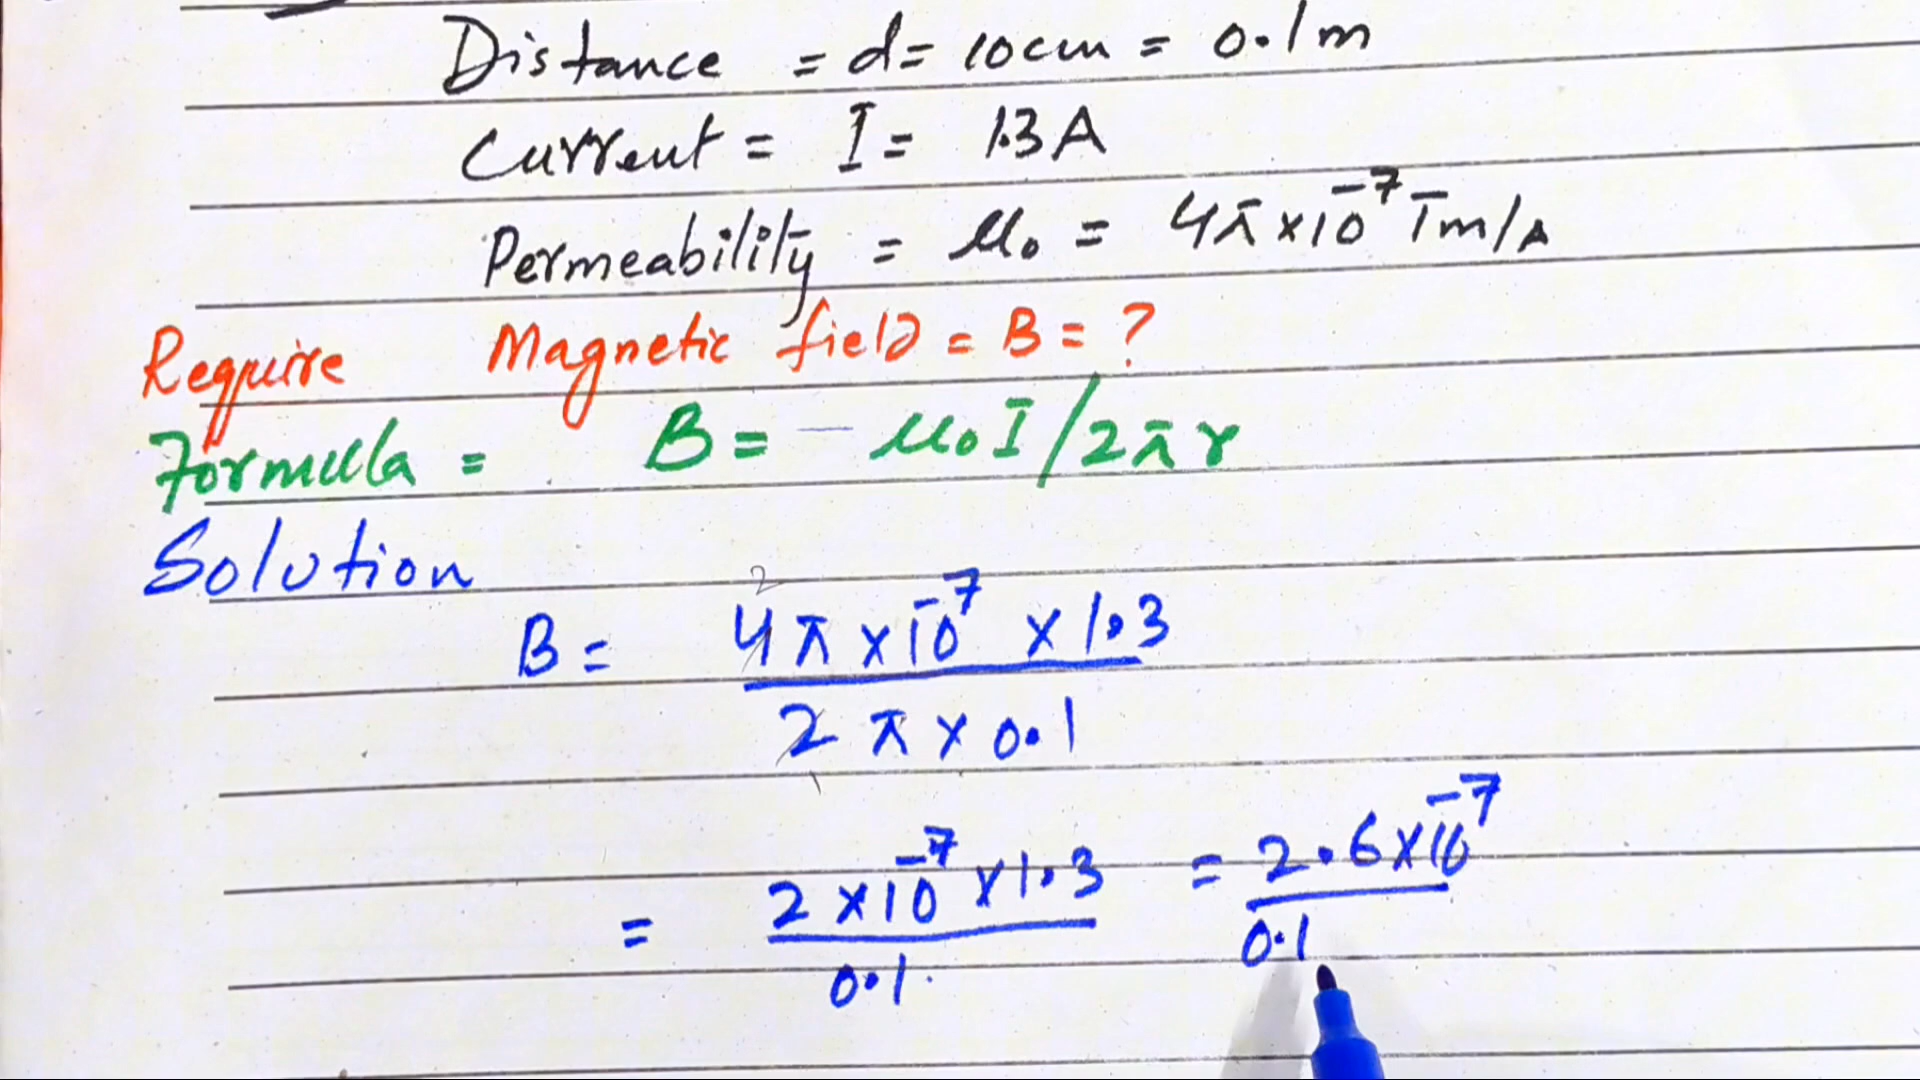 Distance = d = 10cm = 0.1m
Current = I = 1.3A
Permeability = μ₀ = 4π×10⁻⁷ Tm/A
Require Magnetic field = B = ?
Formula = B = μ₀I/2πr
Solution
2
B = 4π×10⁻⁷ × 1.3
2π×0.1
= 2×10⁻⁷×1.3 = 2.6×10⁻⁷
0.1 0.1